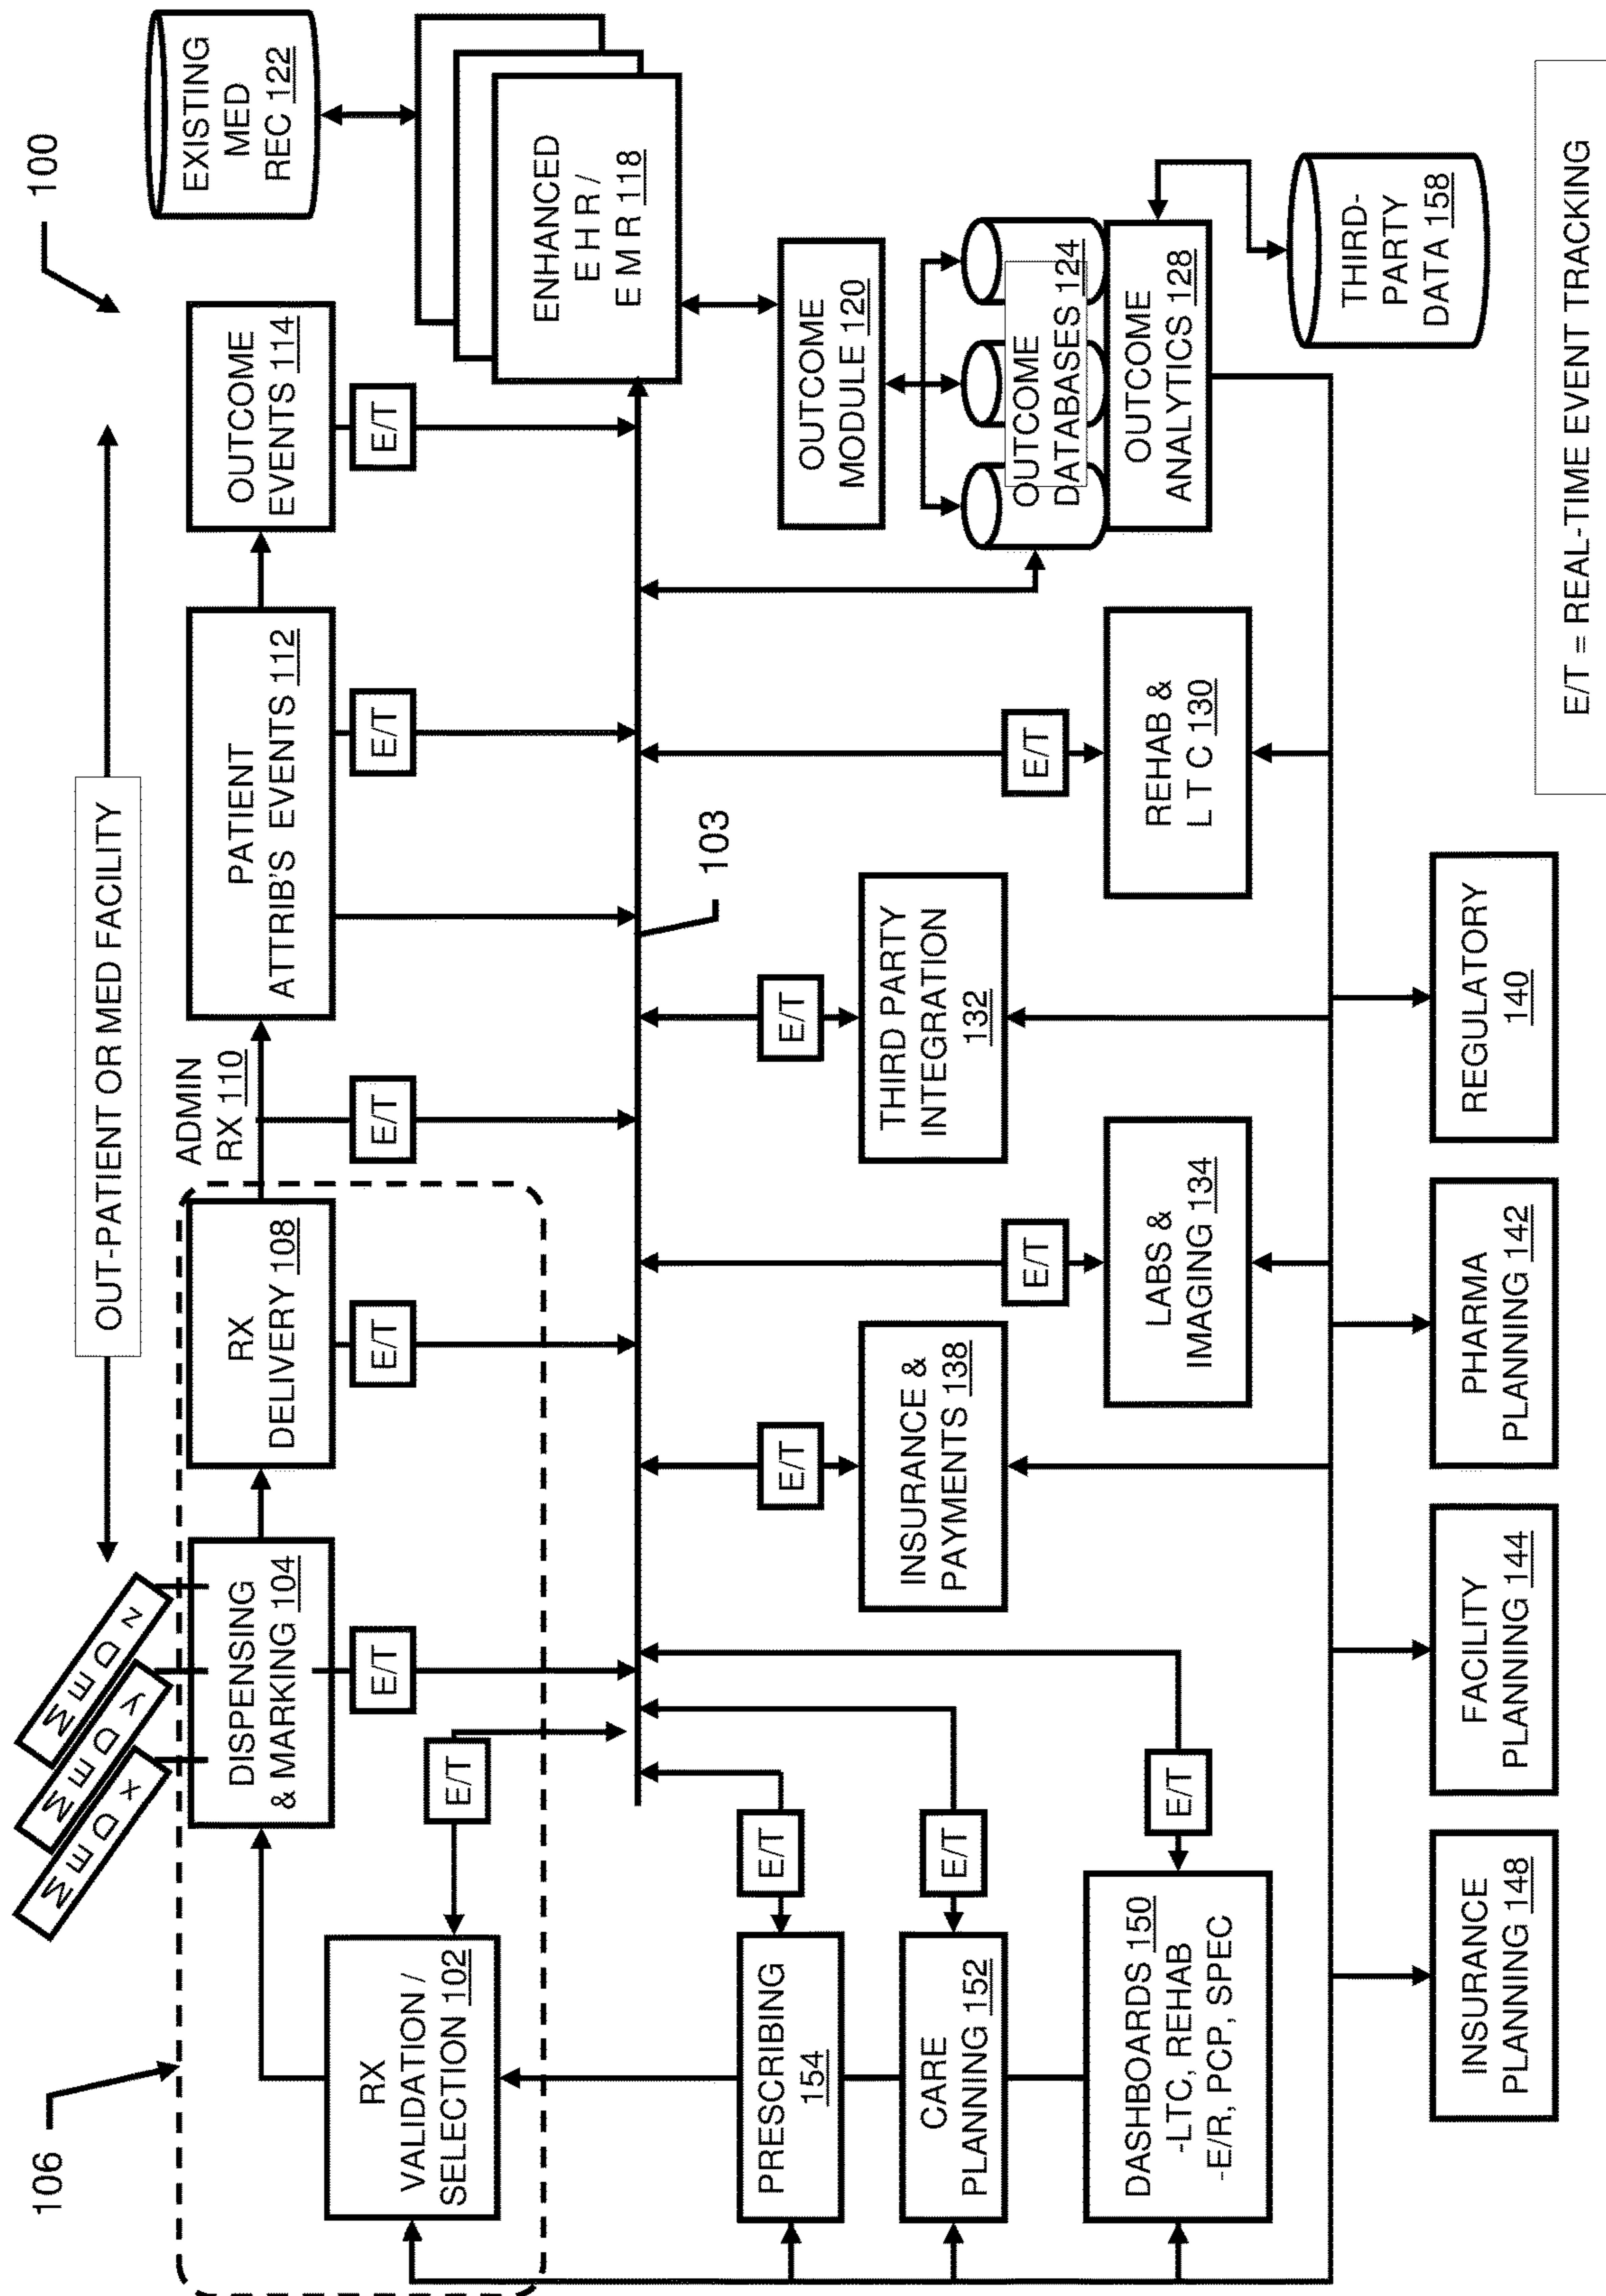 100
OUT-PATIENT OR MED FACILITY
MED X
MED Y
MED N
106
DISPENSING
& MARKING 104
RX
DELIVERY 108
ADMIN
RX 110
PATIENT
ATTRIB'S EVENTS 112
OUTCOME
EVENTS 114
EXISTING
MED
REC 122
E/T
E/T
E/T
E/T
E/T
RX
VALIDATION /
SELECTION 102
E/T
ENHANCED
E H R /
E M R 118
103
PRESCRIBING
154
E/T
CARE
PLANNING 152
E/T
DASHBOARDS 150
-LTC, REHAB
-E/R, PCP, SPEC
E/T
E/T
INSURANCE &
PAYMENTS 138
E/T
LABS &
IMAGING 134
E/T
THIRD PARTY
INTEGRATION
132
E/T
REHAB &
L T C 130
OUTCOME
MODULE 120
OUTCOME
DATABASES 124
OUTCOME
ANALYTICS 128
THIRD-
PARTY
DATA 158
INSURANCE
PLANNING 148
FACILITY
PLANNING 144
PHARMA
PLANNING 142
REGULATORY
140
E/T = REAL-TIME EVENT TRACKING